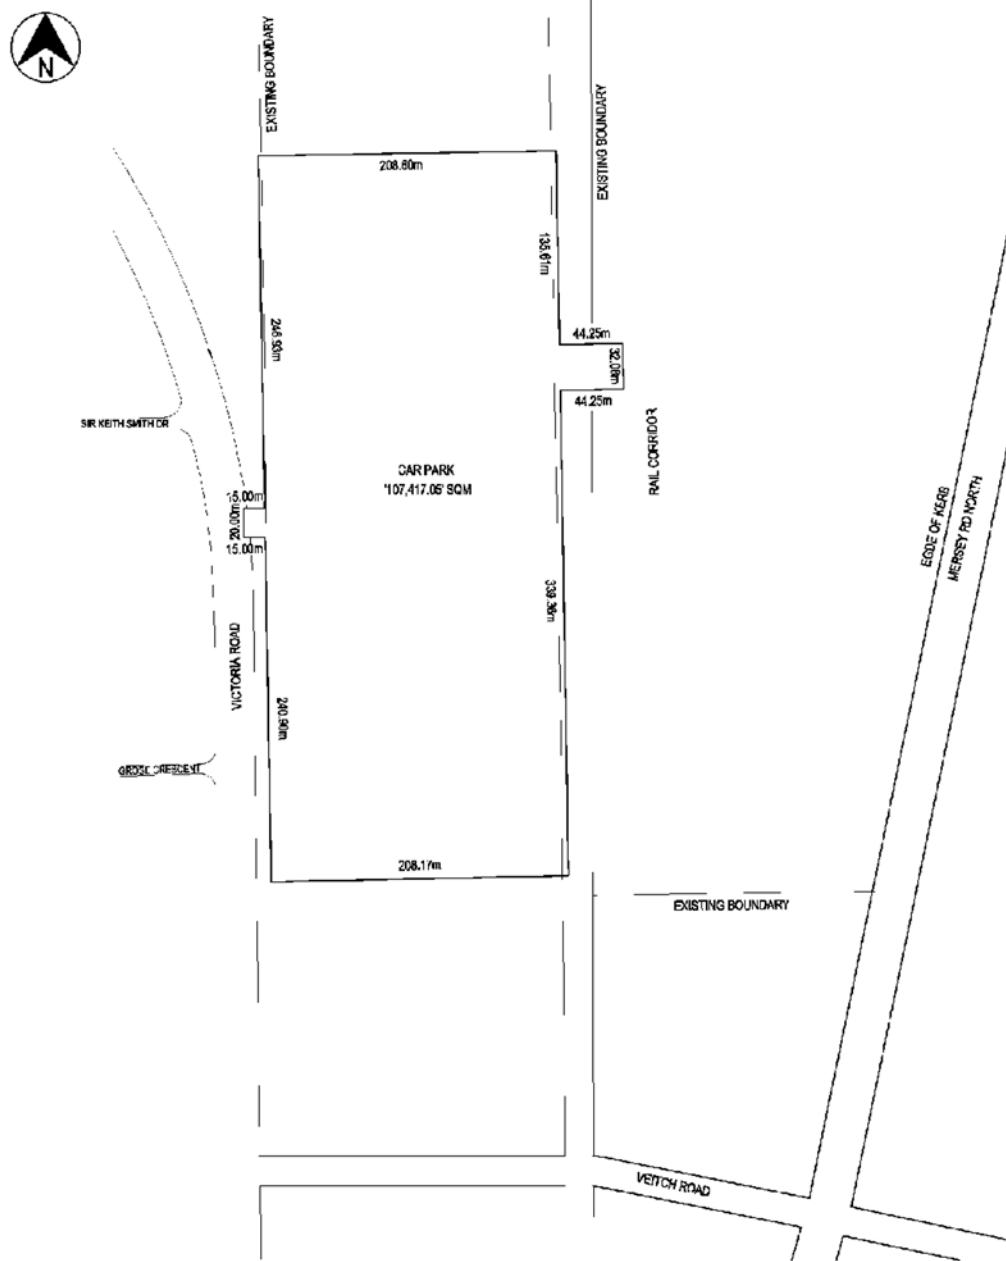 N
EXISTING BOUNDARY
EXISTING BOUNDARY
208.60m
135.61m
44.25m
32.08m
44.25m
246.93m
SIR KEITH SMITH DR
RAIL CORRIDOR
CAR PARK
'107,417.05' SQM
15.00m
20.00m
15.00m
EGDE OF KERB
MERSEY RD NORTH
339.36m
VICTORIA ROAD
240.90m
GROSE CRESCENT
208.17m
EXISTING BOUNDARY
VEITCH ROAD